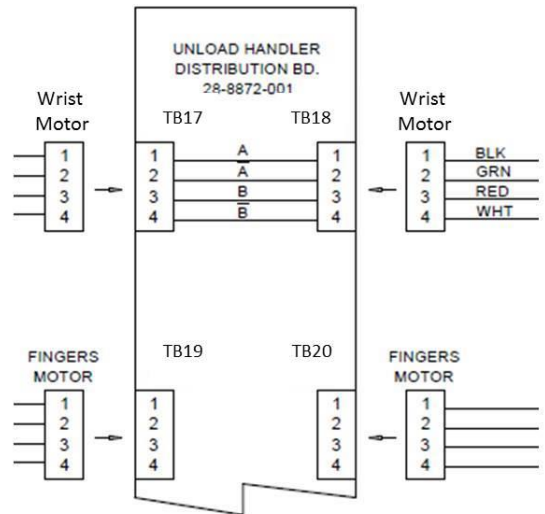 UNLOAD HANDLER
DISTRIBUTION BD.
28-8872-001
Wrist
Motor
TB17
TB18
Wrist
Motor
1
2
3
4
1
2
3
4
A
A̅
B
B̅
1
2
3
4
1
2
3
4
BLK
GRN
RED
WHT
FINGERS
MOTOR
TB19
TB20
FINGERS
MOTOR
1
2
3
4
1
2
3
4
1
2
3
4
1
2
3
4